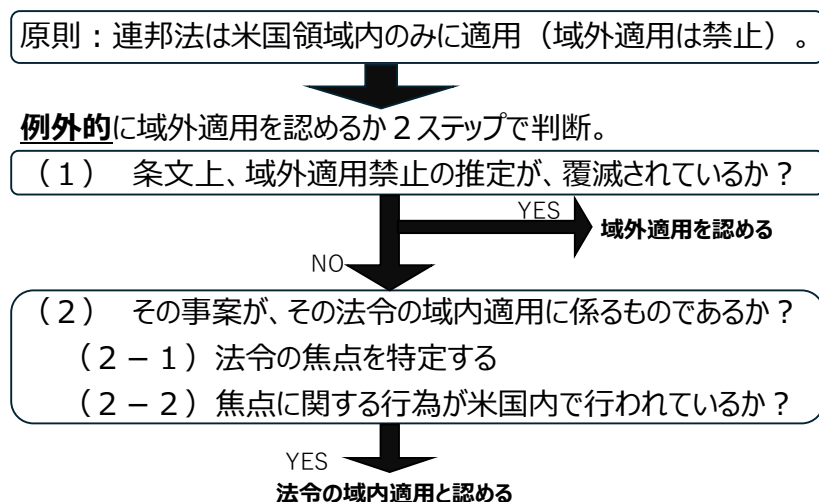 原則：連邦法は米国領域内のみに適用（域外適用は禁止）。
例外的に域外適用を認めるか２ステップで判断。
（１）　条文上、域外適用禁止の推定が、覆滅されているか？
YES
域外適用を認める
NO
（２）　その事案が、その法令の域内適用に係るものであるか？
（２－１）法令の焦点を特定する
（２－２）焦点に関する行為が米国内で行われているか？
YES
法令の域内適用と認める